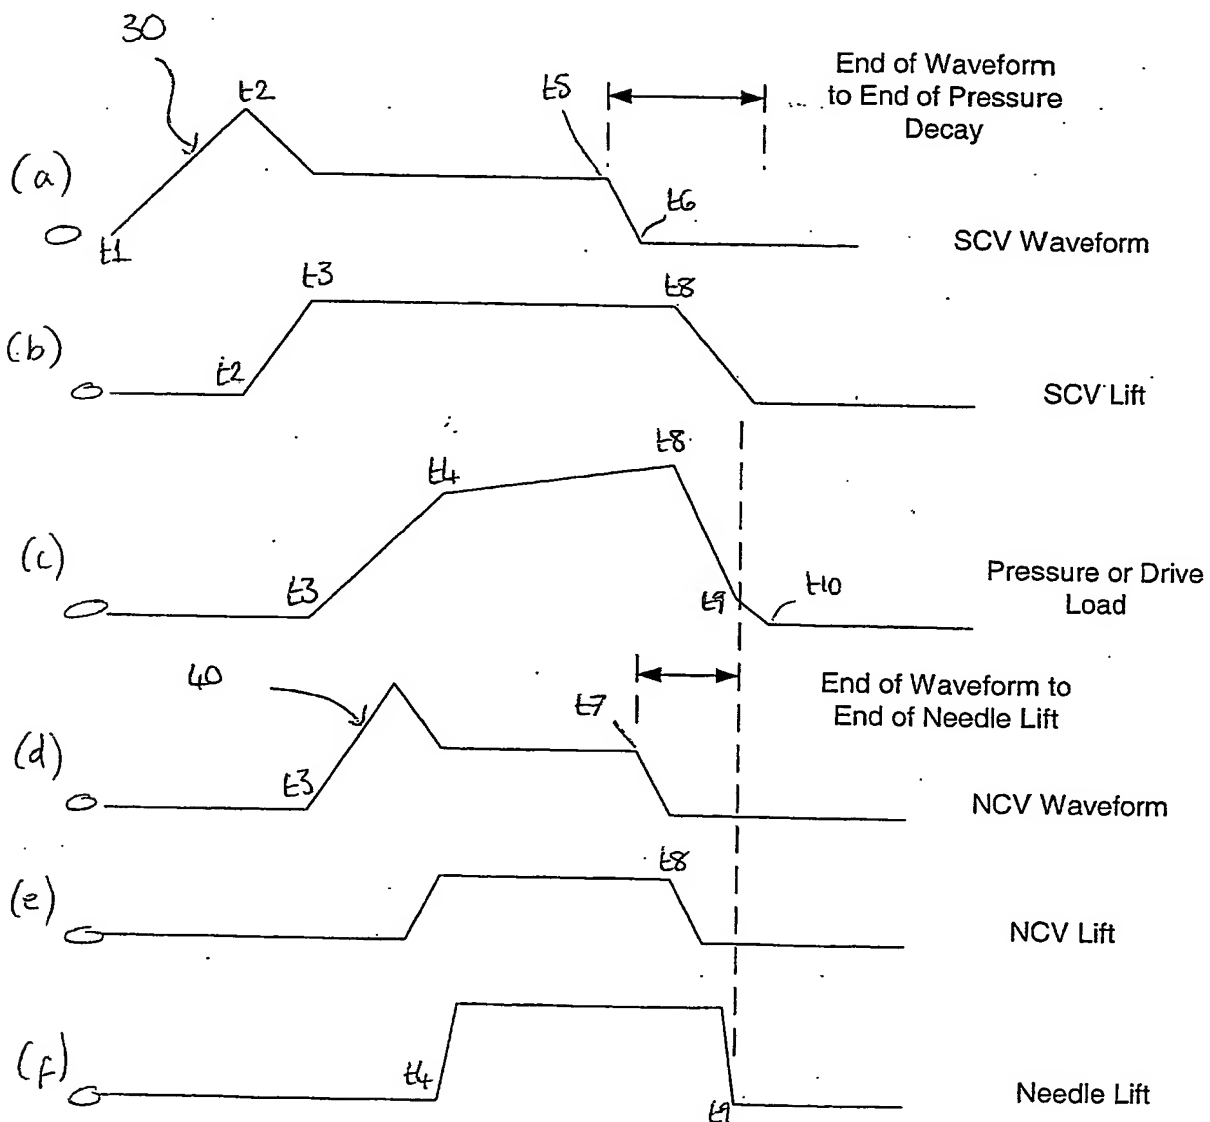 30
t2
t5
End of Waveform
to End of Pressure
Decay
(a)
t6
0
t1
SCV Waveform
t3
t8
(b)
t2
0
SCV Lift
t8
t4
(c)
t3
t9
t10
0
Pressure or Drive
Load
40
t7
End of Waveform to
End of Needle Lift
(d)
t3
0
NCV Waveform
t8
(e)
0
NCV Lift
(f)
t4
0
t9
Needle Lift